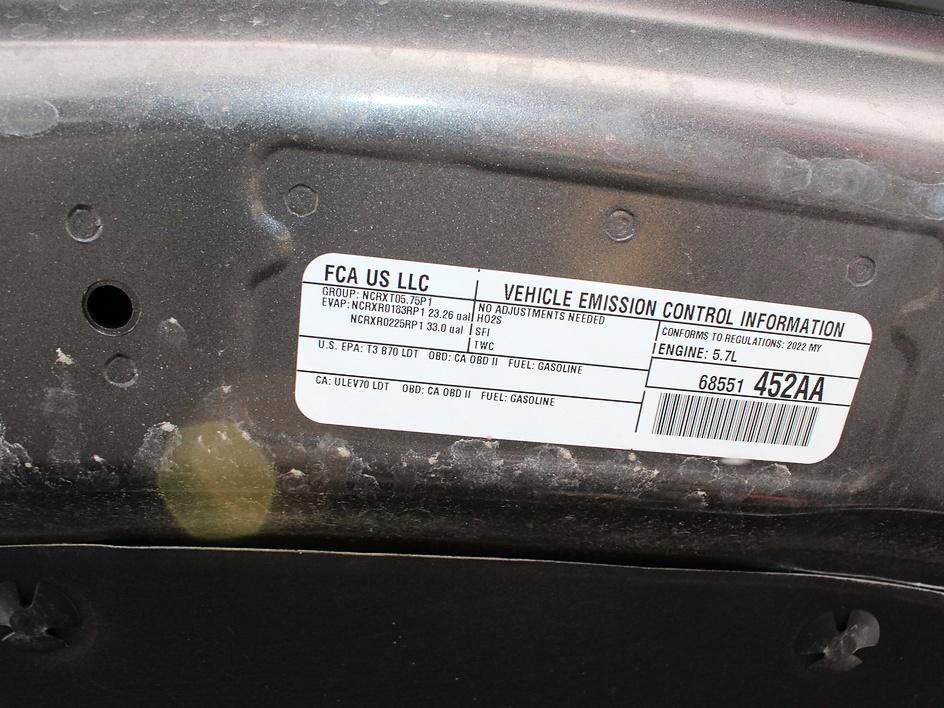 FCA US LLC
VEHICLE EMISSION CONTROL INFORMATION
GROUP: NCRXT05.75P1
EVAP: NCRXR0183RP1 23.26 gal
NCRXR0225RP1 33.0 gal
NO ADJUSTMENTS NEEDED
HO2S
SFI
TWC
CONFORMS TO REGULATIONS: 2022 MY
ENGINE: 5.7L
U.S. EPA: T3 B70 LDT OBD: CA OBD II FUEL: GASOLINE
CA: ULEV70 LDT OBD: CA OBD II FUEL: GASOLINE
68551 452AA